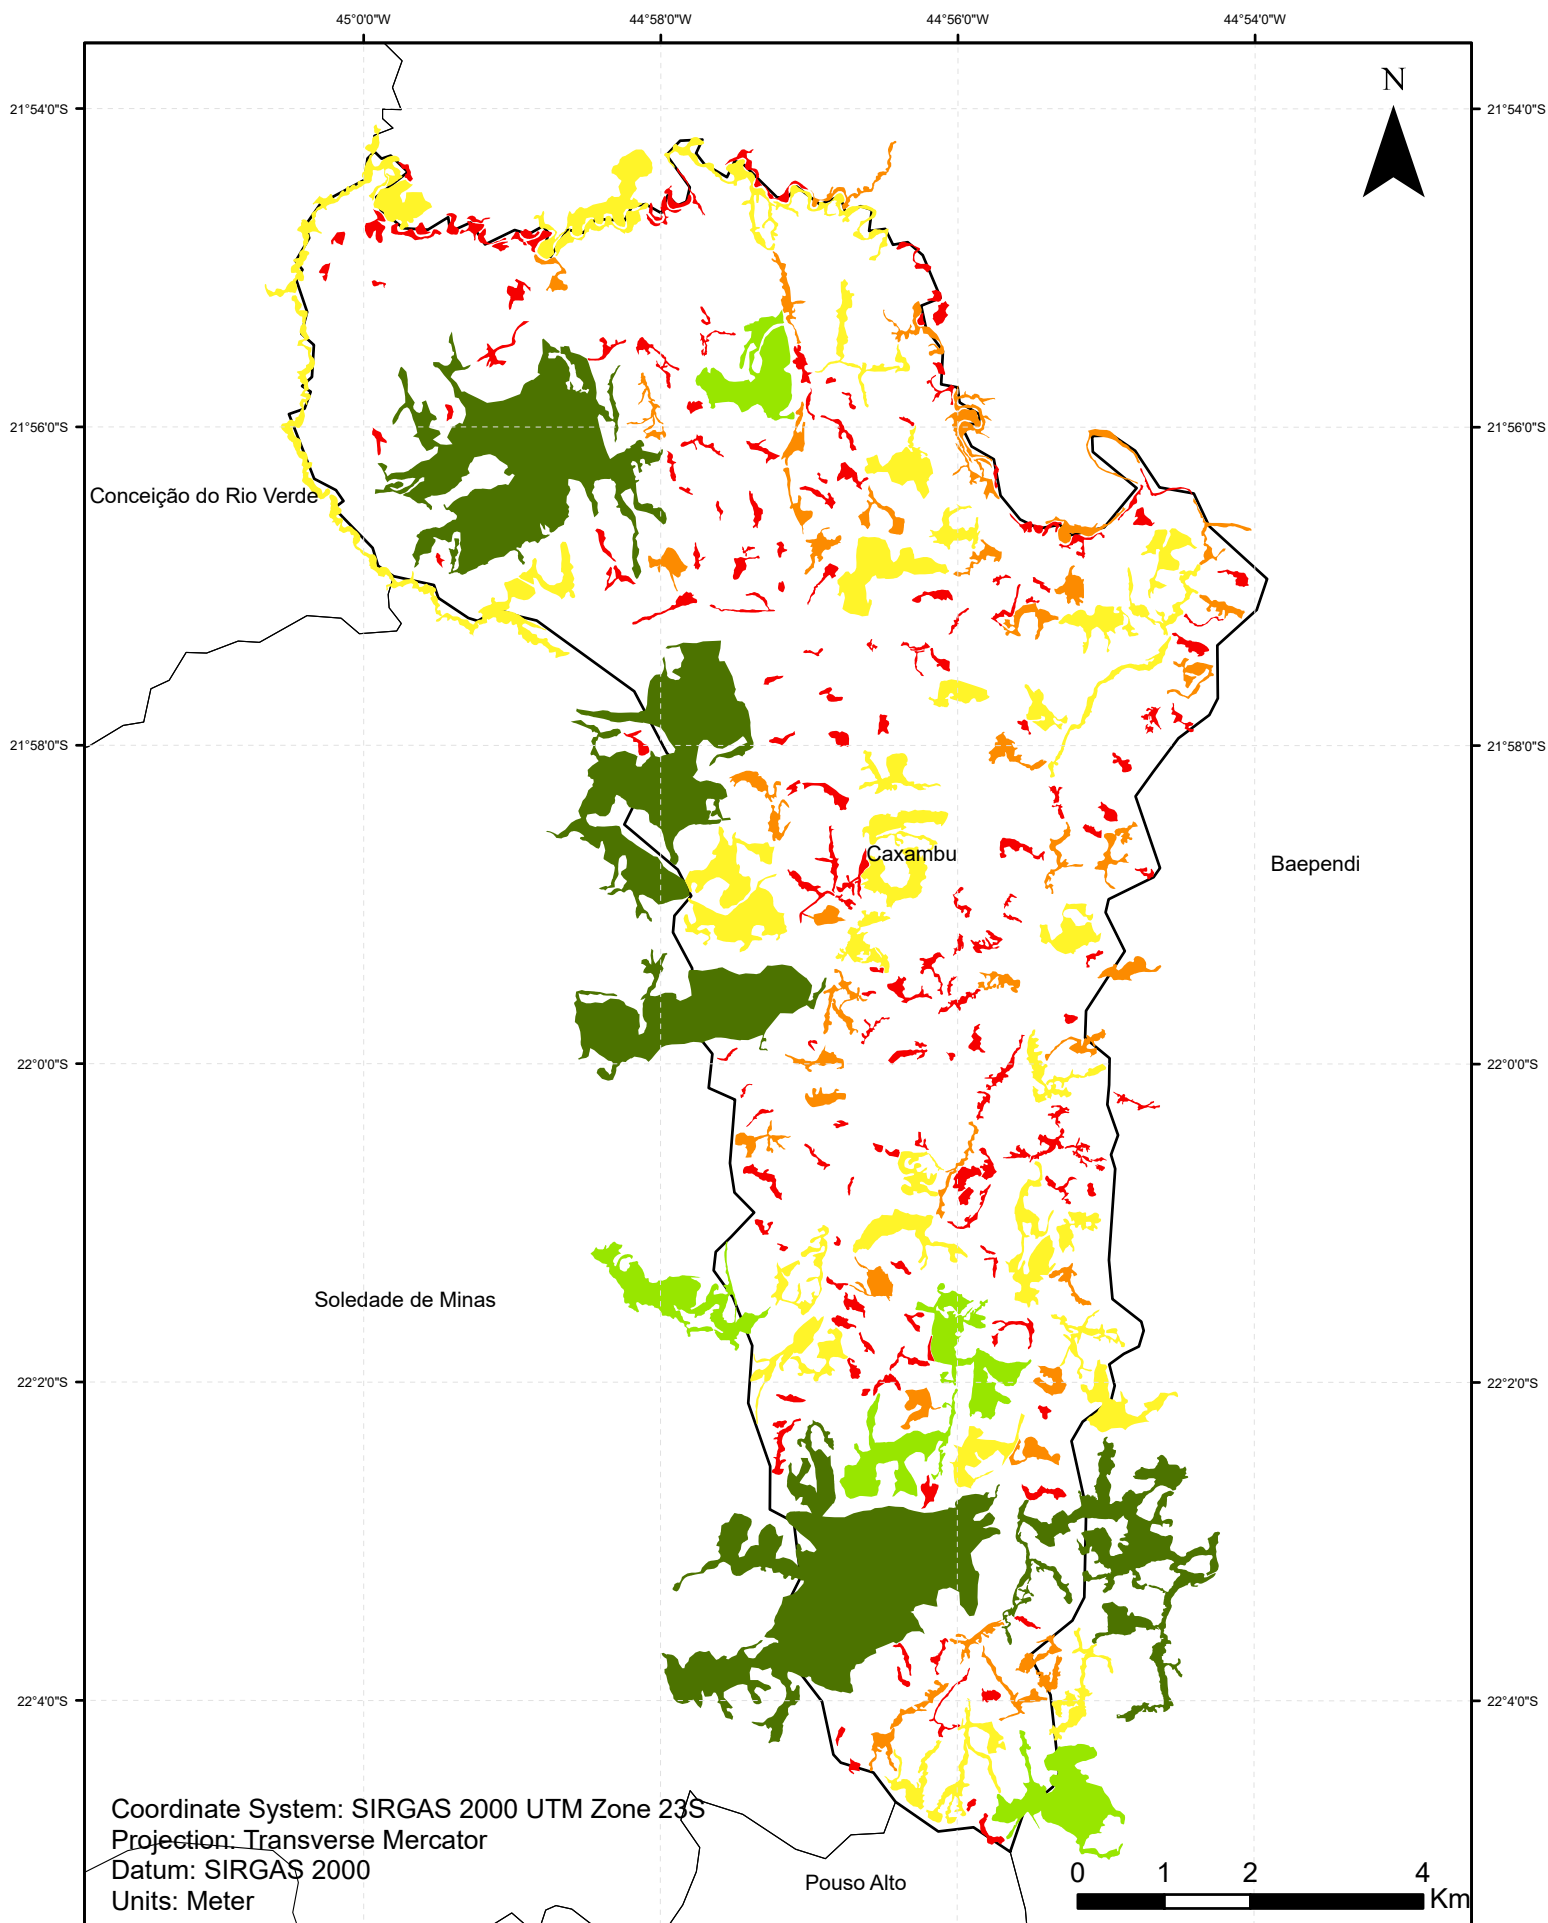 45°0'0"W 44°58'0"W 44°56'0"W 44°54'0"W
N
21°54'0"S 21°54'0"S
21°56'0"S 21°56'0"S
Conceição do Rio Verde
21°58'0"S 21°58'0"S
Caxambu
Baependi
22°0'0"S 22°0'0"S
Soledade de Minas
22°2'0"S 22°2'0"S
22°4'0"S 22°4'0"S
Coordinate System: SIRGAS 2000 UTM Zone 23S
Projection: Transverse Mercator
Datum: SIRGAS 2000
Units: Meter
Pouso Alto
0 1 2 4
Km